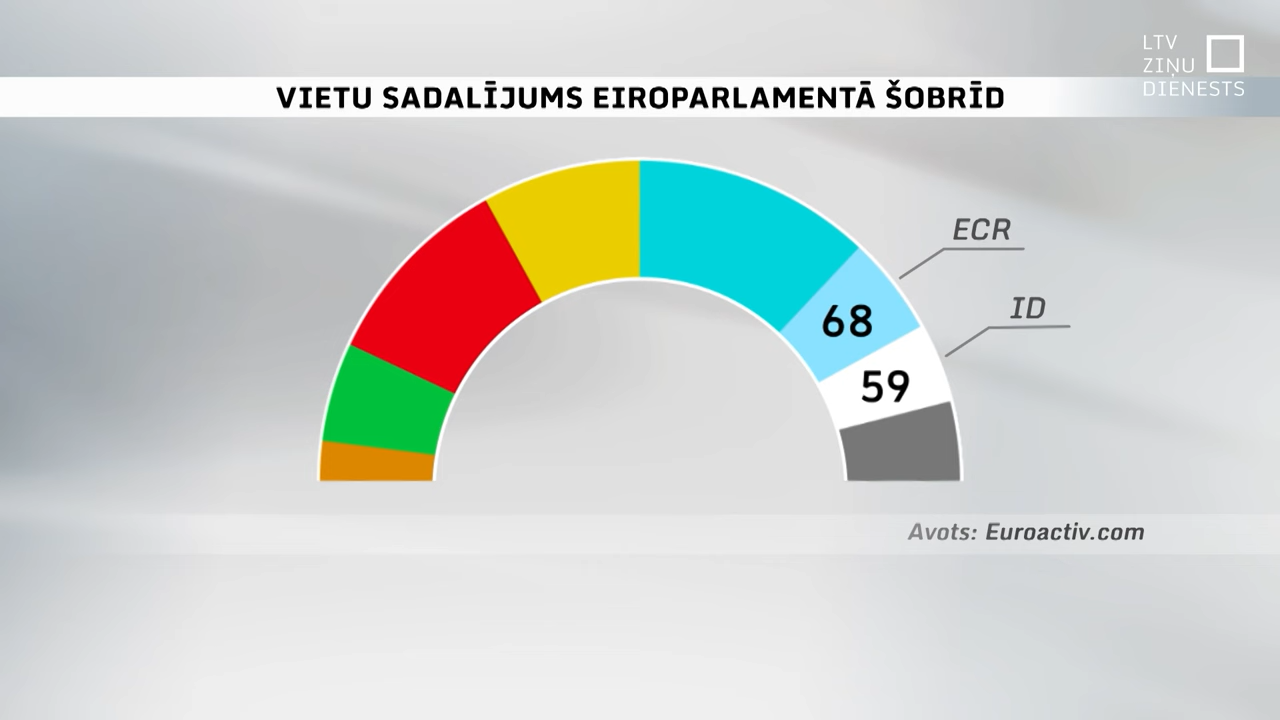 LTV
ZIŅU
DIENESTS
VIETU SADALĪJUMS EIROPARLAMENTĀ ŠOBRĪD
ECR
68
ID
59
Avots: Euroactiv.com